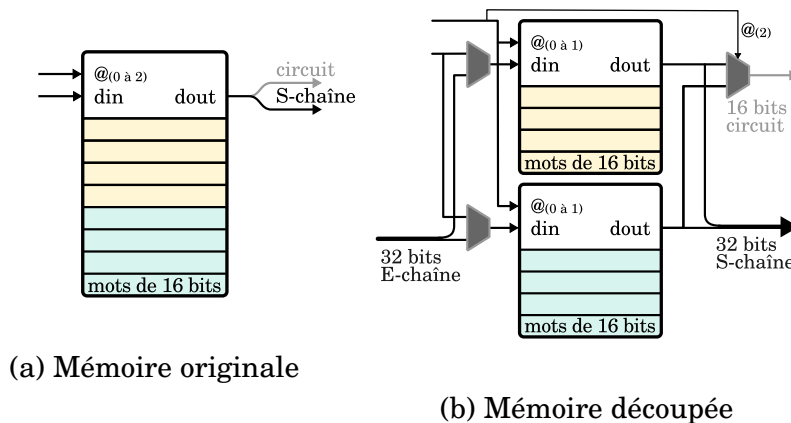 @(0 à 2)
din
dout
circuit
S-chaîne
mots de 16 bits
(a) Mémoire originale
@(2)
@(0 à 1)
din
dout
mots de 16 bits
16 bits
circuit
@(0 à 1)
din
dout
mots de 16 bits
32 bits
E-chaîne
32 bits
S-chaîne
(b) Mémoire découpée